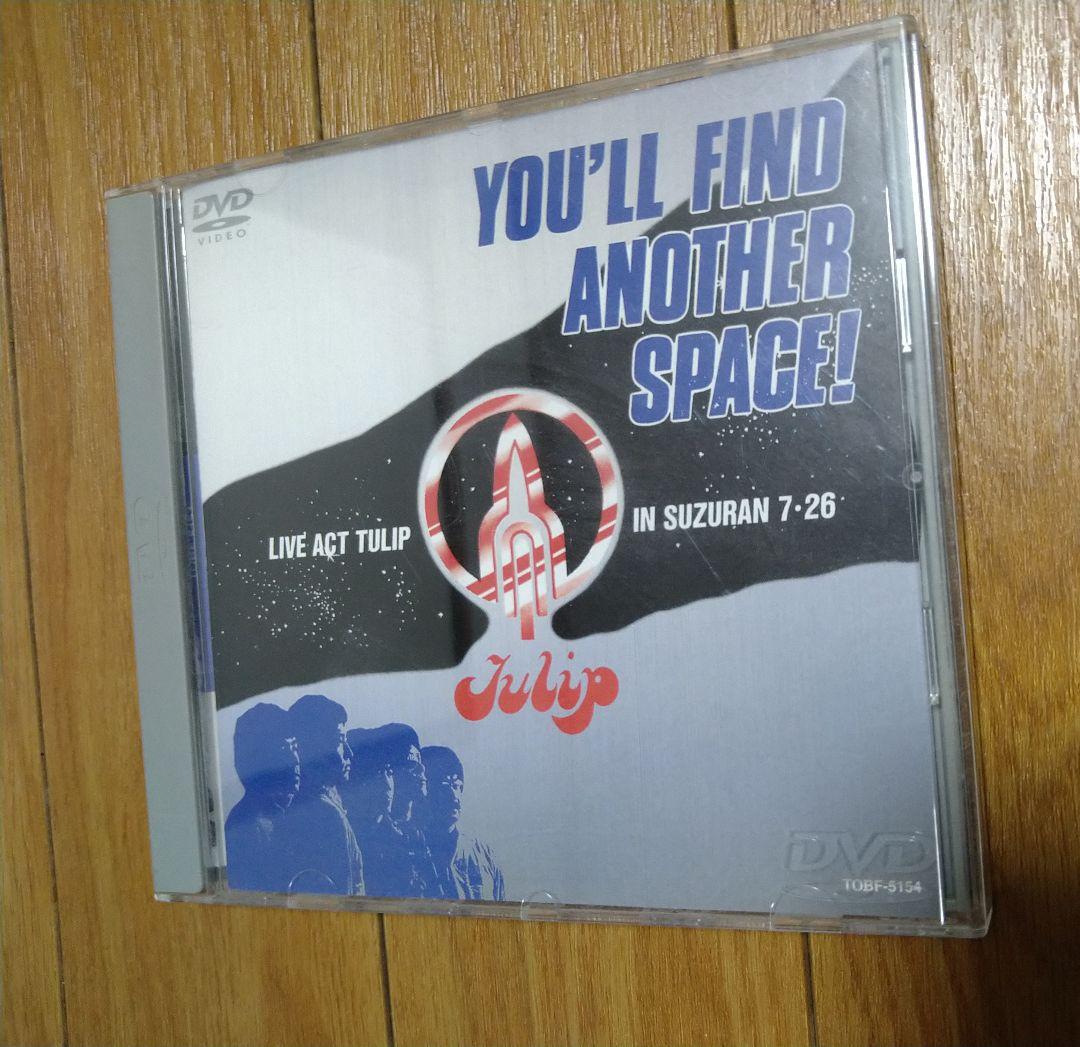 DVD
VIDEO
YOU'LL FIND
ANOTHER
SPACE!
LIVE ACT TULIP
IN SUZURAN 7·26
Tulip
DVD
TOBF-5154